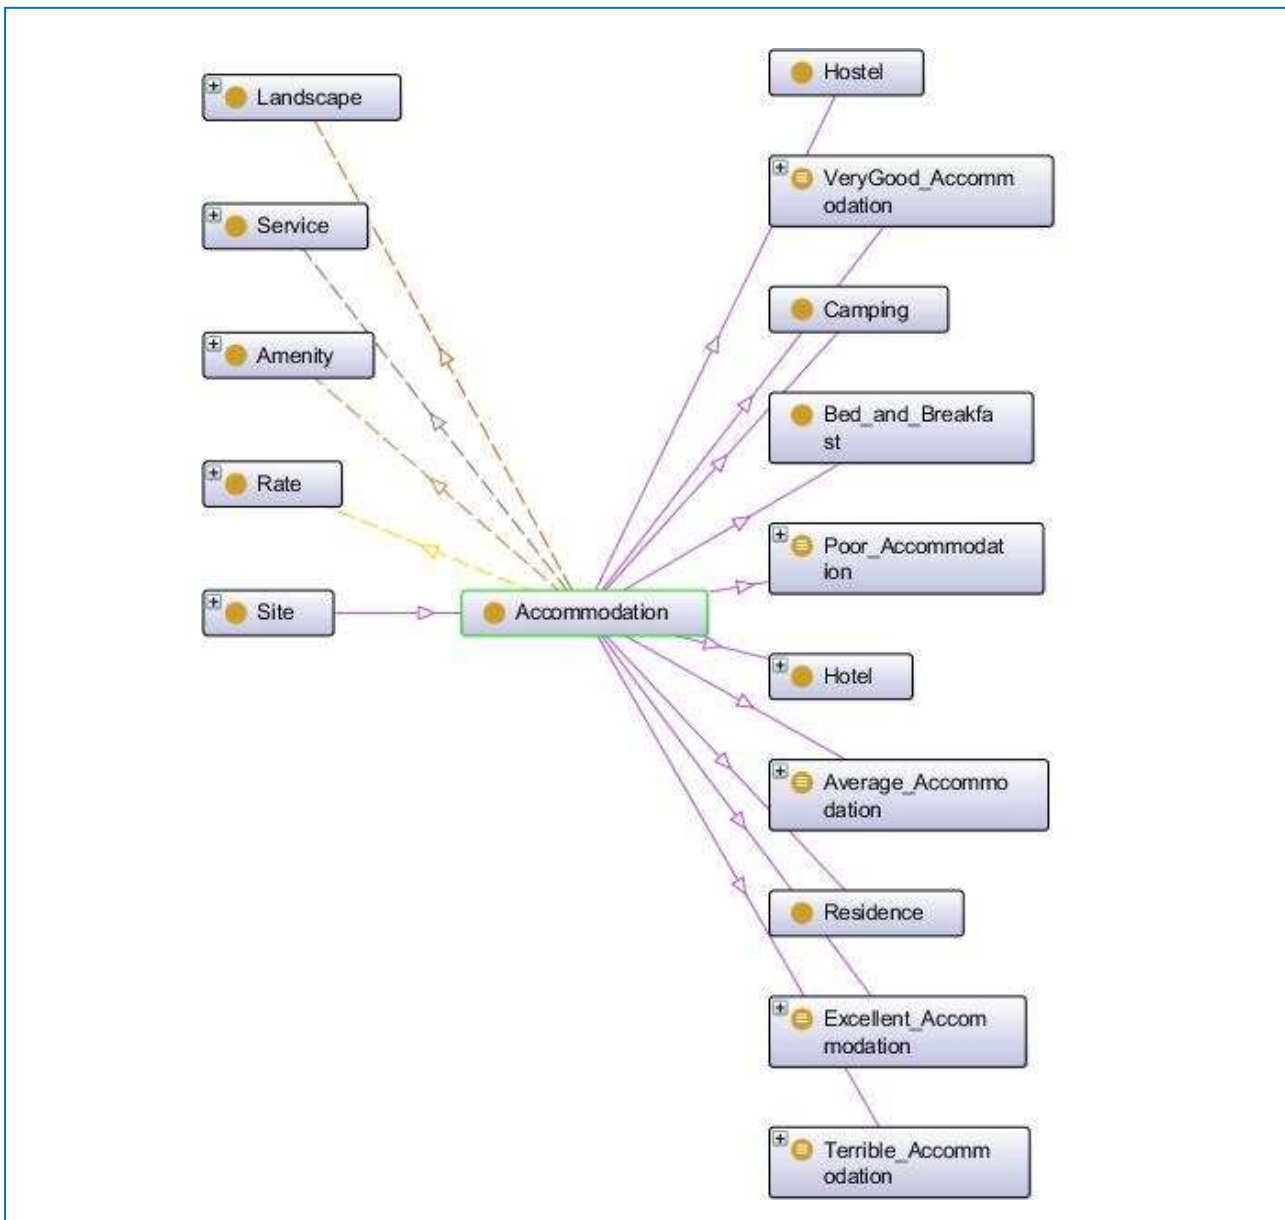 Landscape
Service
Amenity
Rate
Site
Accommodation
Hostel
VeryGood_Accomm
odation
Camping
Bed_and_Breakfa
st
Poor_Accommodat
ion
Hotel
Average_Accommo
dation
Residence
Excellent_Accom
modation
Terrible_Accomm
odation